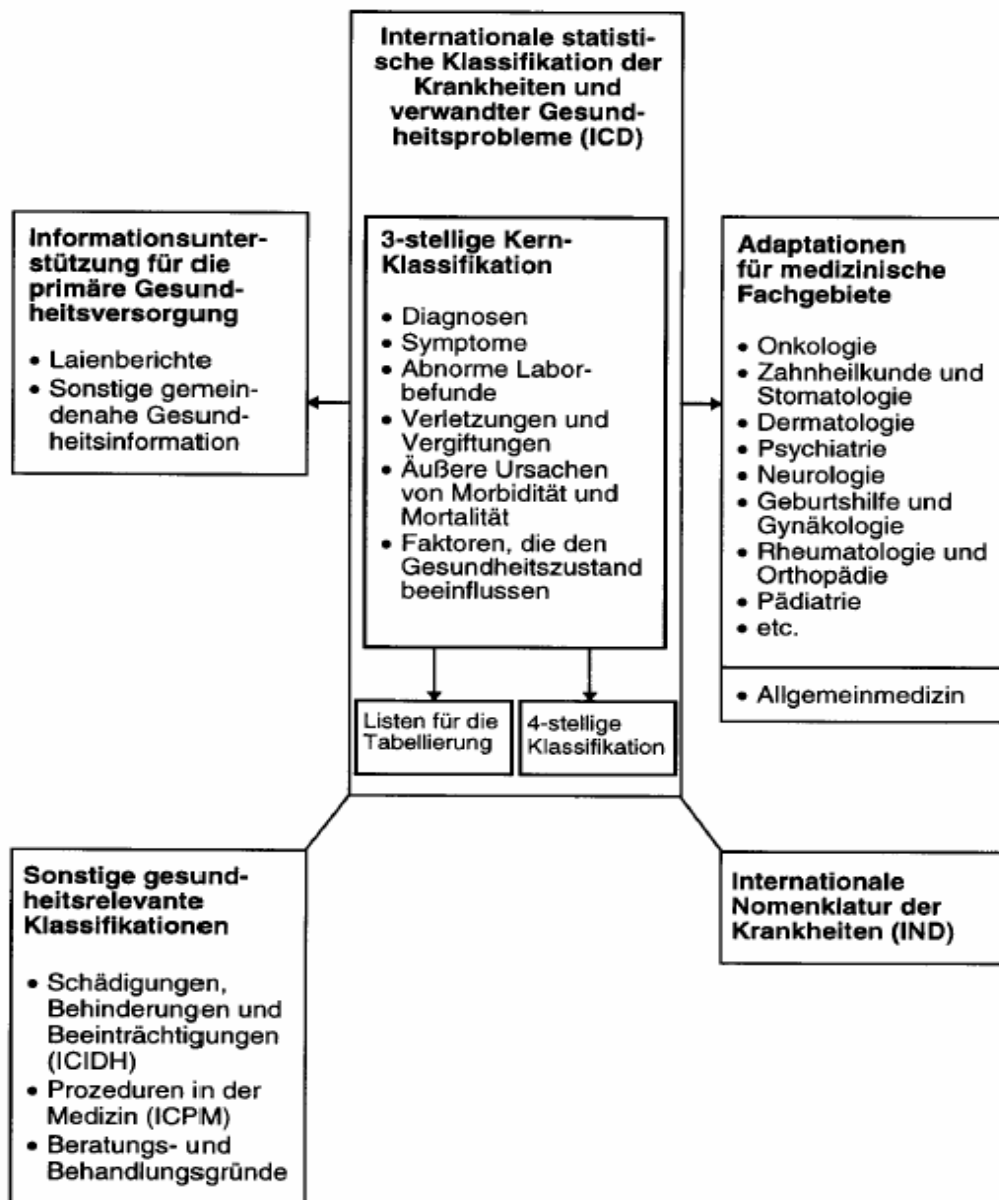 Internationale statisti-
sche Klassifikation der
Krankheiten und
verwandter Gesund-
heitsprobleme (ICD)
Informationsunter-
stützung für die
primäre Gesund-
heitsversorgung
• Laienberichte
• Sonstige gemein-
denahe Gesund-
heitsinformation
3-stellige Kern-
Klassifikation
• Diagnosen
• Symptome
• Abnorme Labor-
befunde
• Verletzungen und
Vergiftungen
• Äußere Ursachen
von Morbidität und
Mortalität
• Faktoren, die den
Gesundheitszustand
beeinflussen
Adaptationen
für medizinische
Fachgebiete
• Onkologie
• Zahnheilkunde und
Stomatologie
• Dermatologie
• Psychiatrie
• Neurologie
• Geburtshilfe und
Gynäkologie
• Rheumatologie und
Orthopädie
• Pädiatrie
• etc.
• Allgemeinmedizin
Listen für die
Tabellierung
4-stellige
Klassifikation
Sonstige gesund-
heitsrelevante
Klassifikationen
• Schädigungen,
Behinderungen und
Beeinträchtigungen
(ICIDH)
• Prozeduren in der
Medizin (ICPM)
• Beratungs- und
Behandlungsgründe
Internationale
Nomenklatur der
Krankheiten (IND)